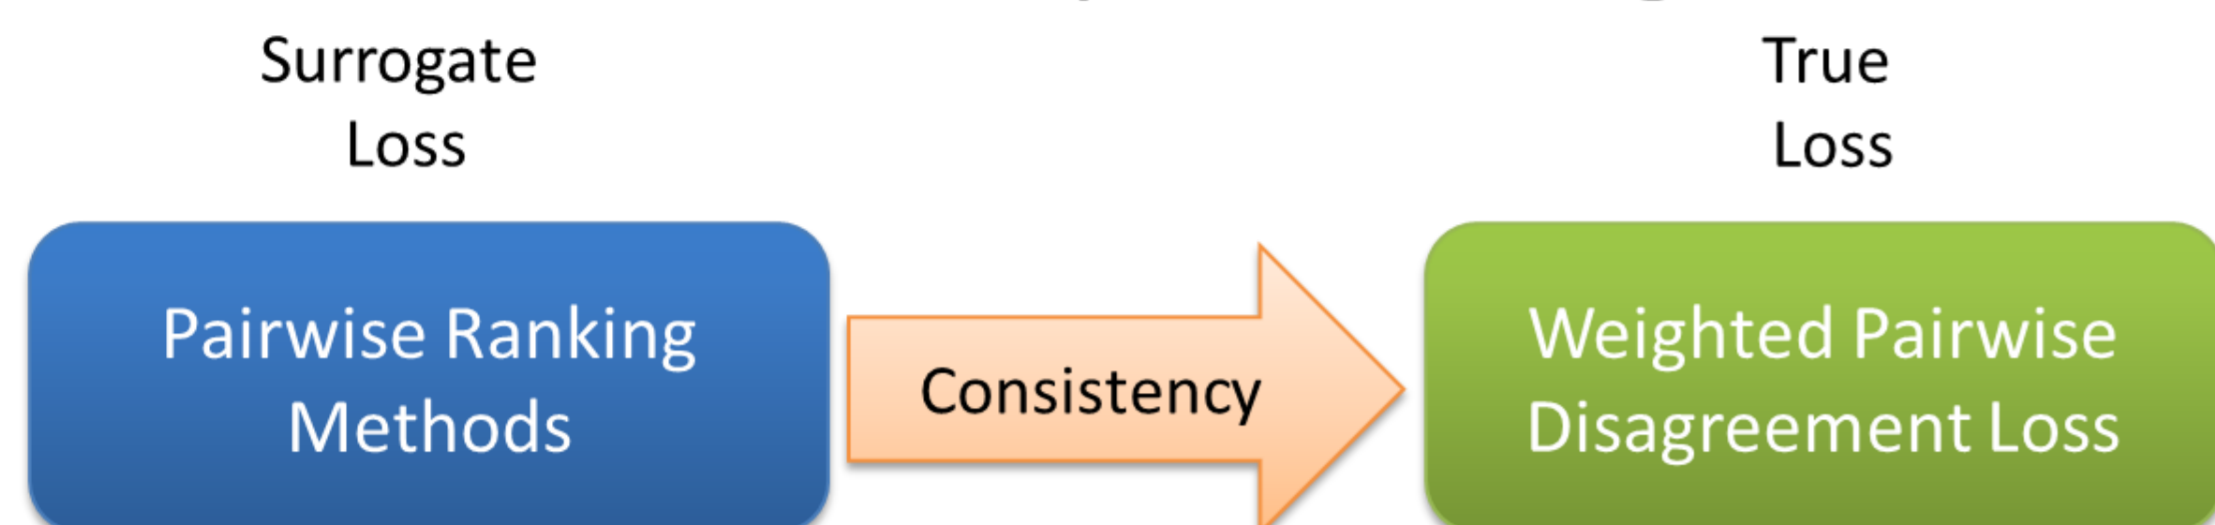 Surrogate
Loss
True
Loss
Pairwise Ranking
Methods
Consistency
Weighted Pairwise
Disagreement Loss